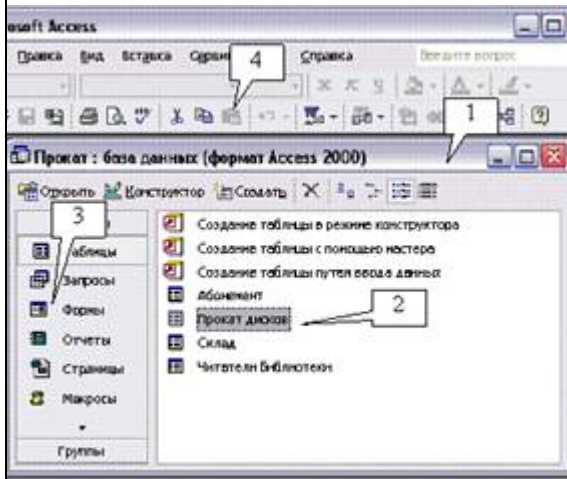 osoft Access
Правка Вид Вставка Сервис Справка Введите вопрос
4
Ж К Ч
1
Прокат : база данных (формат Access 2000)
Открыть Конструктор Создать
3
Таблицы
Запросы
Формы
Отчеты
Страницы
Макросы
Группы
Создание таблицы в режиме конструктора
Создание таблицы с помощью мастера
Создание таблицы путем ввода данных
Абонемент
Прокат дисков
2
Склад
Читатели Библиотеки